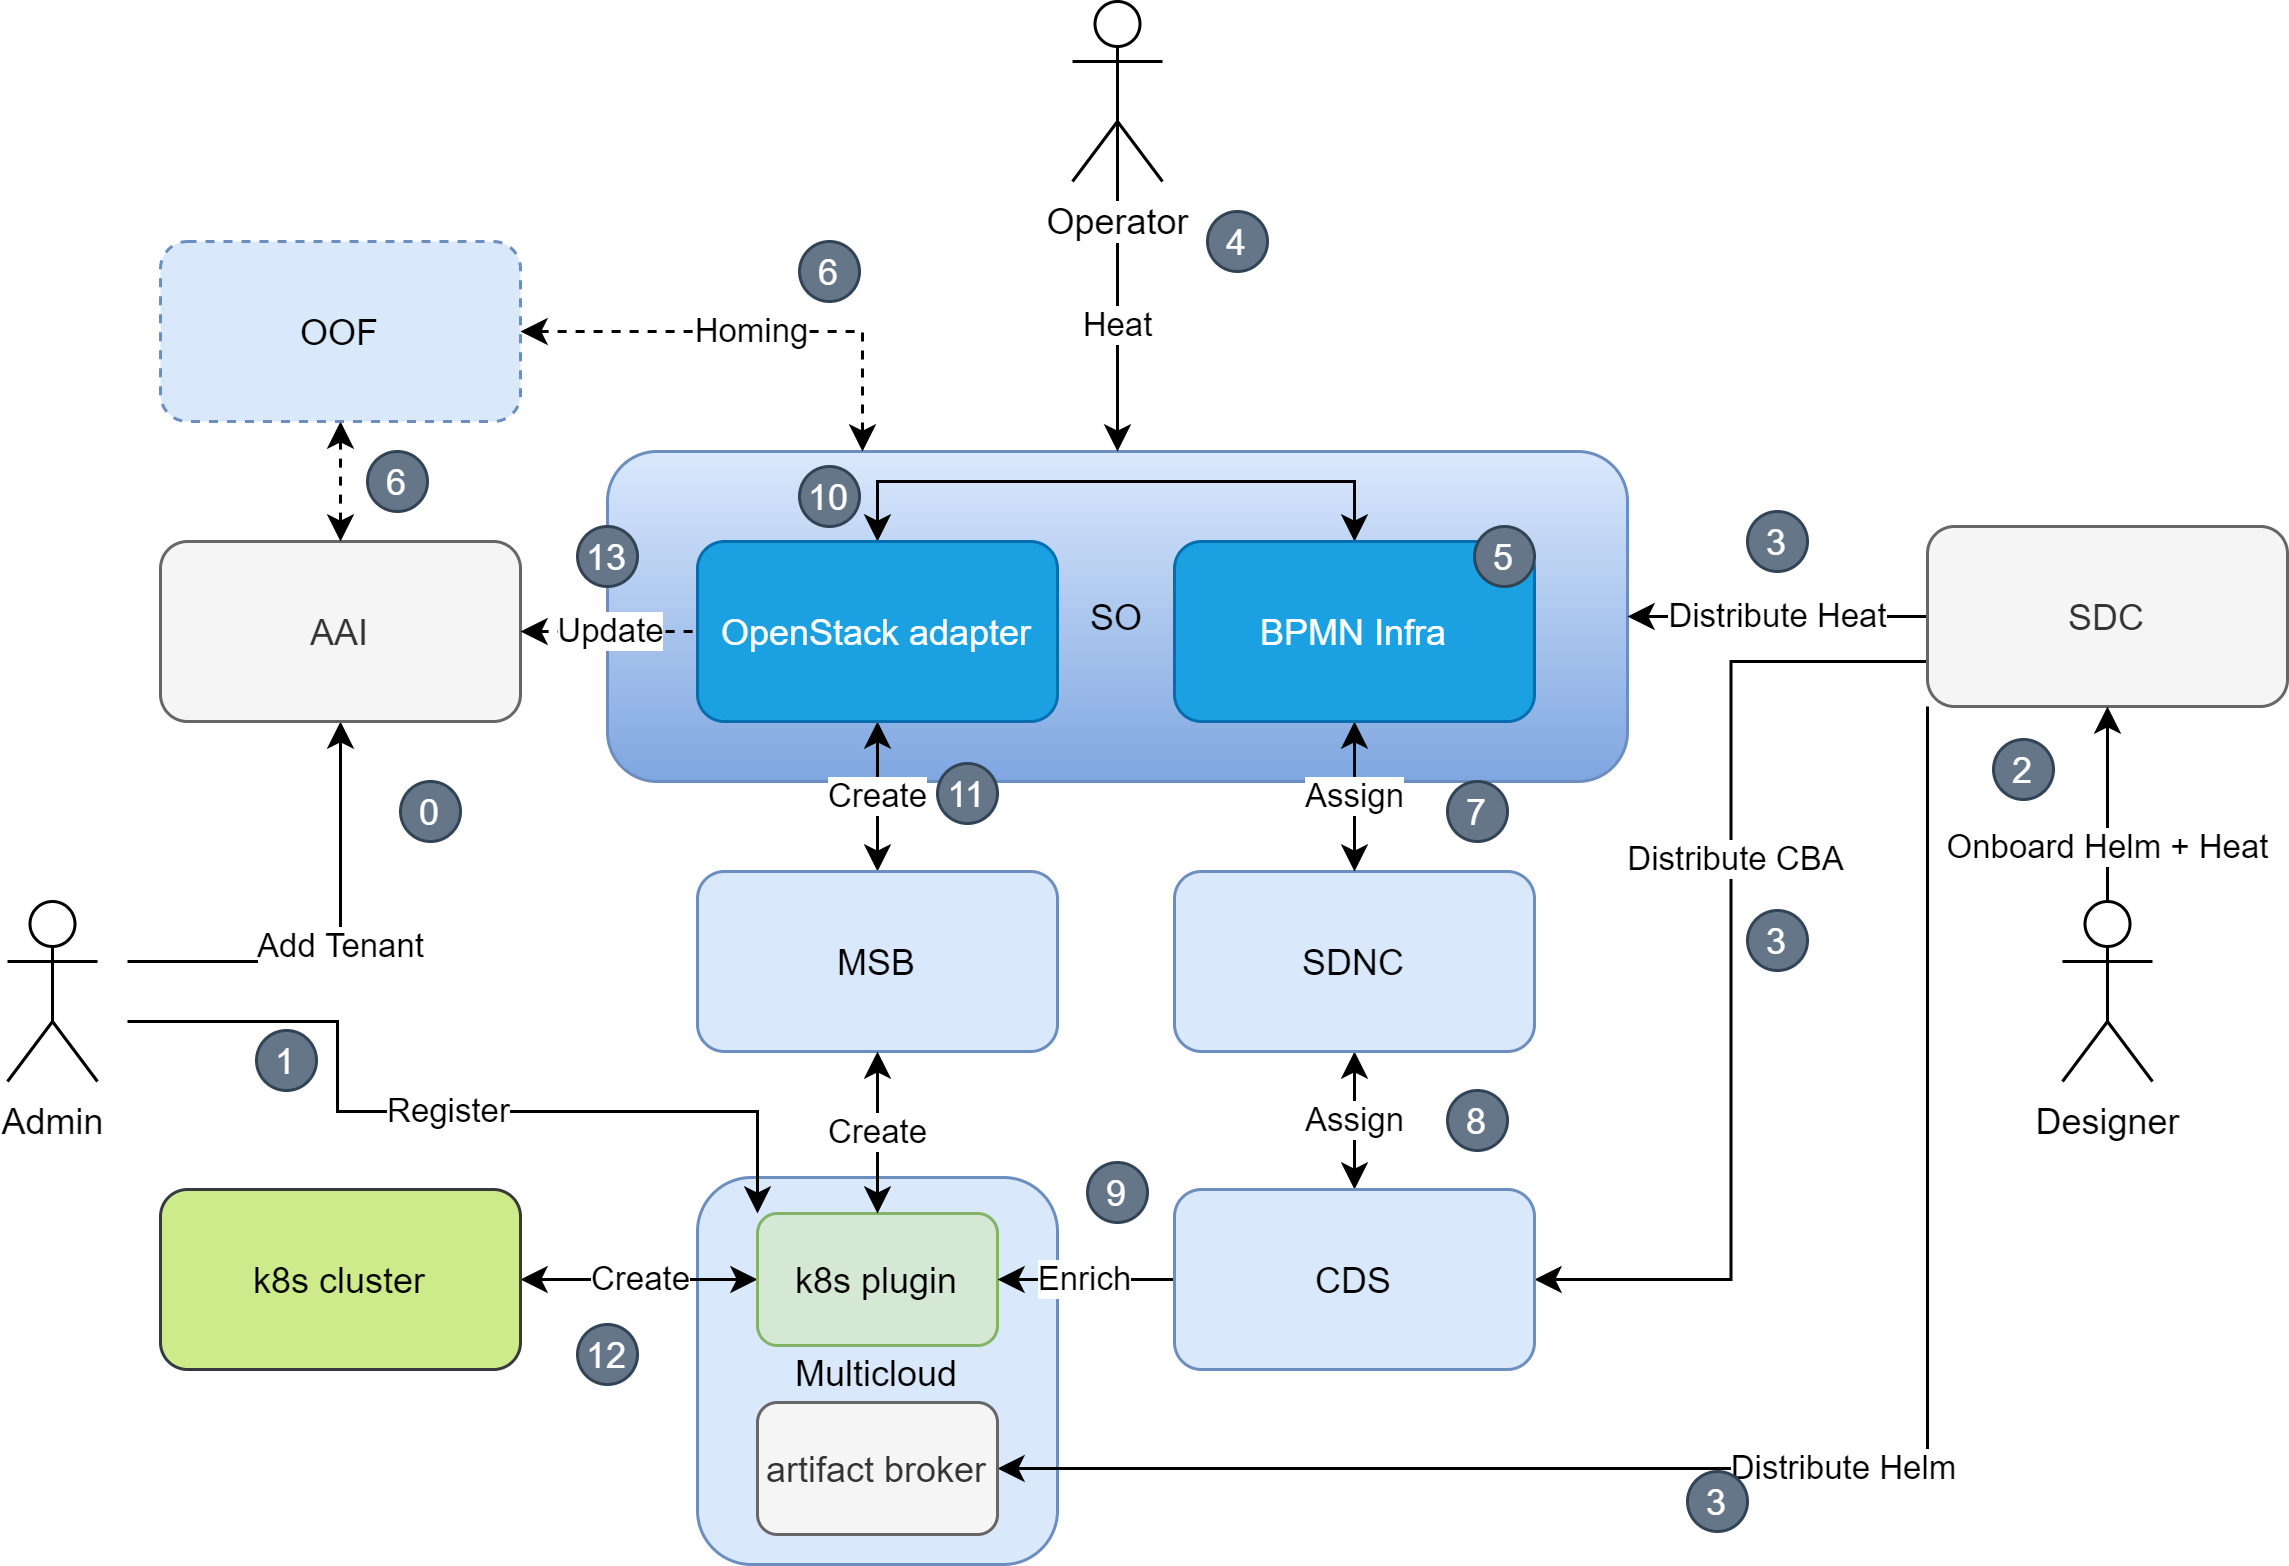 Operator
4
6
OOF
Homing
Heat
6
10
13
5
3
AAI
Update
OpenStack adapter
SO
BPMN Infra
Distribute Heat
SDC
2
0
Create
11
Assign
7
Onboard Helm + Heat
Distribute CBA
3
Add Tenant
MSB
SDNC
1
Admin
Register
Create
Assign
8
Designer
9
k8s cluster
Create
k8s plugin
Enrich
CDS
12
Multicloud
artifact broker
Distribute Helm
3